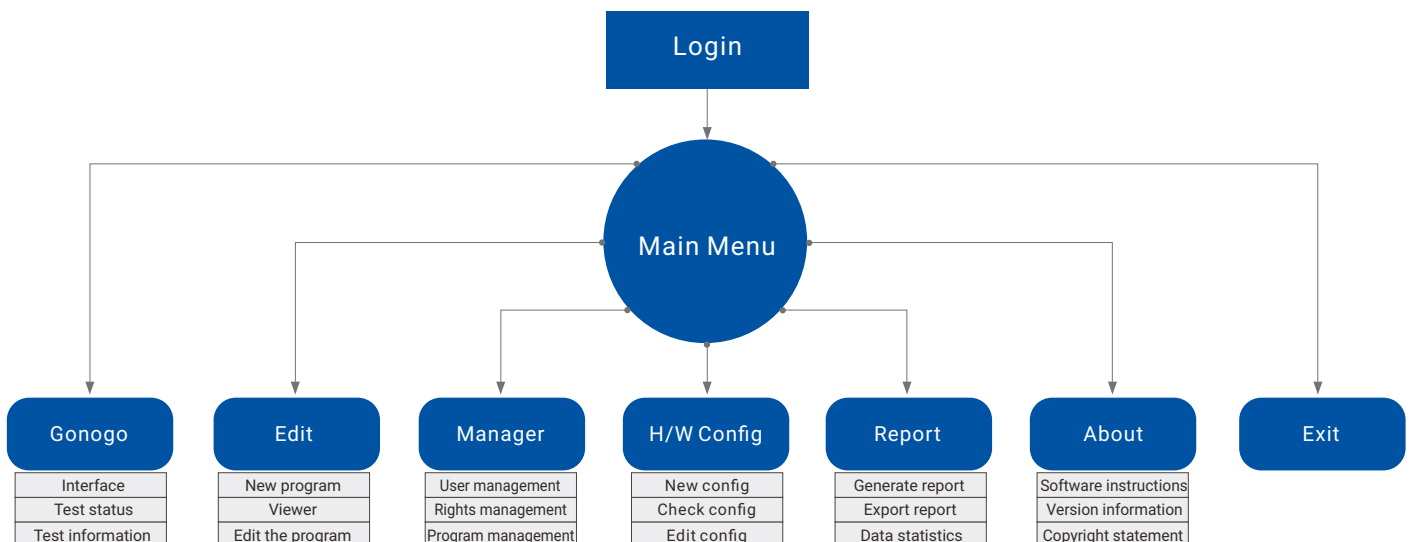 Login
Main Menu
Gonogo
Interface
Test status
Test information
Edit
New program
Viewer
Edit the program
Manager
User management
Rights management
Program management
H/W Config
New config
Check config
Edit config
Report
Generate report
Export report
Data statistics
About
Software instructions
Version information
Copyright statement
Exit